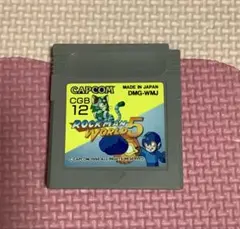 CAPCOM
MADE IN JAPAN
DMG-WMJ
CGB
12
ROCKMAN
WORLD 5